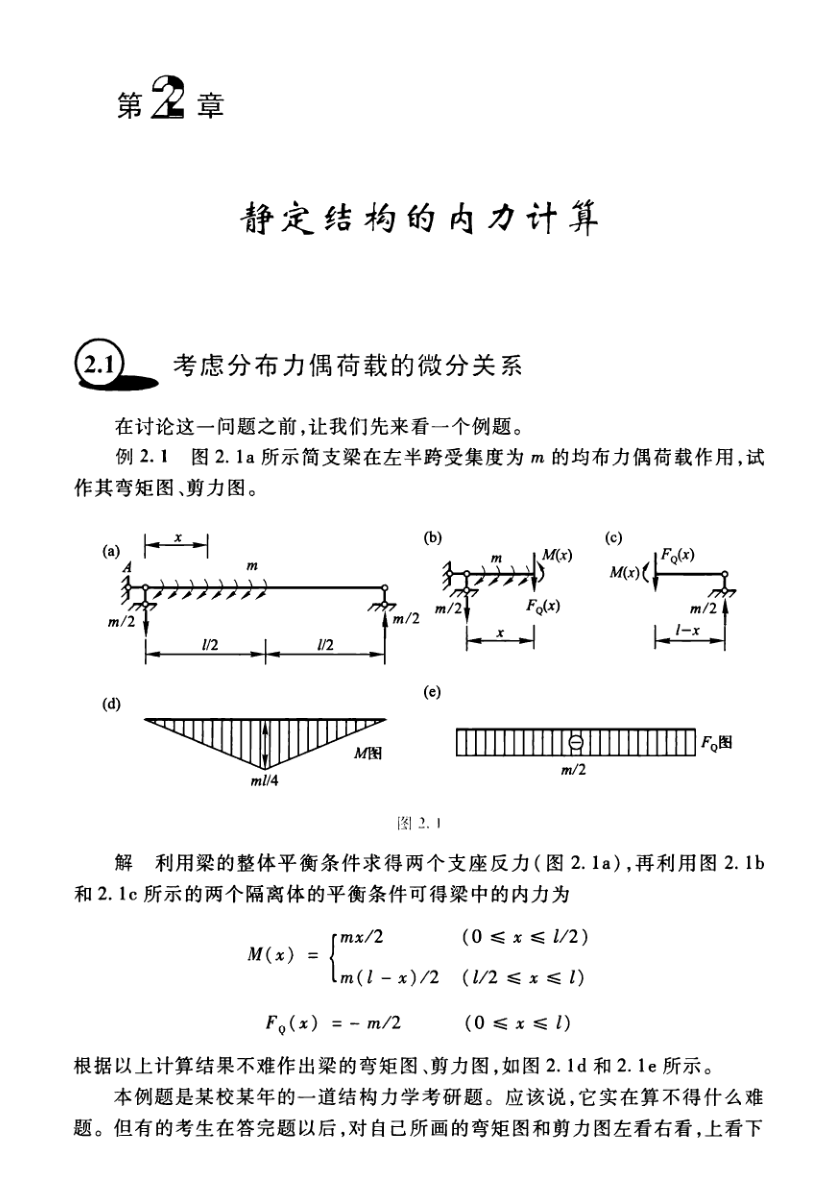 第2章
静定结构的内力计算
2.1 考虑分布力偶荷载的微分关系
在讨论这一问题之前,让我们先来看一个例题。
例 2.1 图 2.1a 所示简支梁在左半跨受集度为 m 的均布力偶荷载作用,试
作其弯矩图、剪力图。
(a)
x
A
m
m/2
m/2
l/2
l/2
(b)
m
M(x)
m/2
F_Q(x)
x
(c)
F_Q(x)
M(x)
m/2
l-x
(d)
M图
ml/4
(e)
F_Q图
m/2
图 2.1
解 利用梁的整体平衡条件求得两个支座反力(图 2.1a),再利用图 2.1b
和 2.1c 所示的两个隔离体的平衡条件可得梁中的内力为
M(x) = { mx/2 (0 ≤ x ≤ l/2)
m(l - x)/2 (l/2 ≤ x ≤ l)
F_Q(x) = - m/2 (0 ≤ x ≤ l)
根据以上计算结果不难作出梁的弯矩图、剪力图,如图 2.1d 和 2.1e 所示。
本例题是某校某年的一道结构力学考研题。应该说,它实在算不得什么难
题。但有的考生在答完题以后,对自己所画的弯矩图和剪力图左看右看,上看下